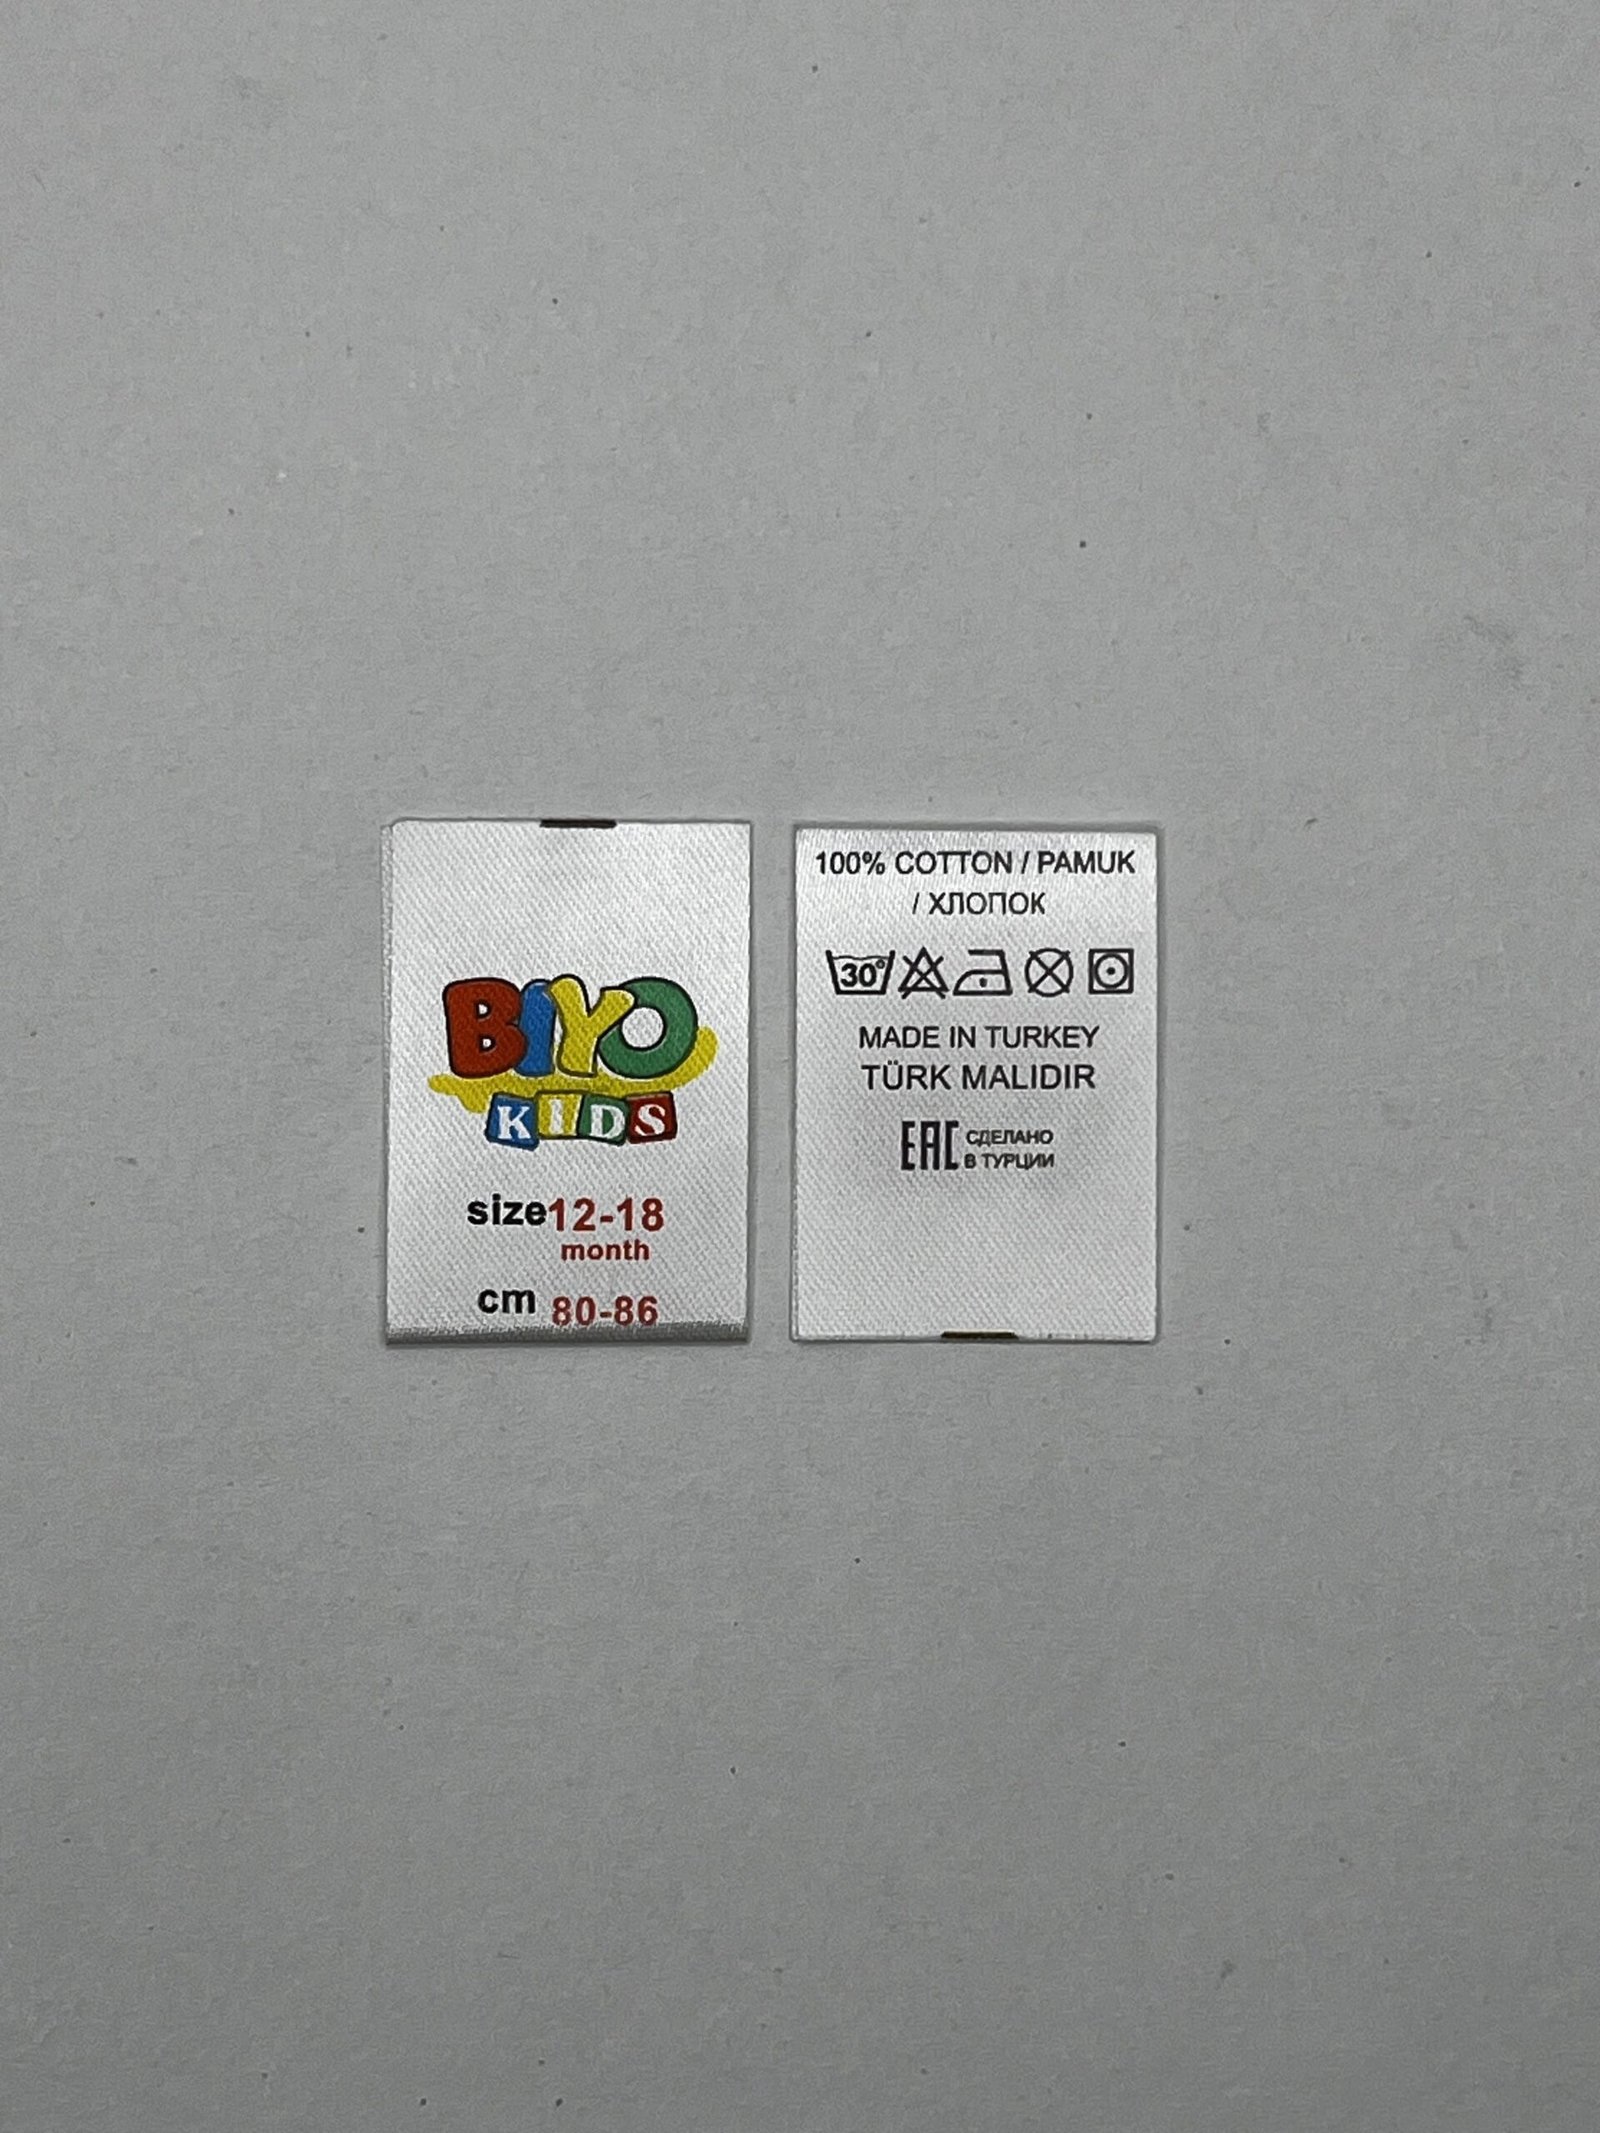 BIYO
KIDS
size12-18
month
cm 80-86
100% COTTON / PAMUK
/ ХЛОПОК
30°
MADE IN TURKEY
TÜRK MALIDIR
EAC СДЕЛАНО
В ТУРЦИИ